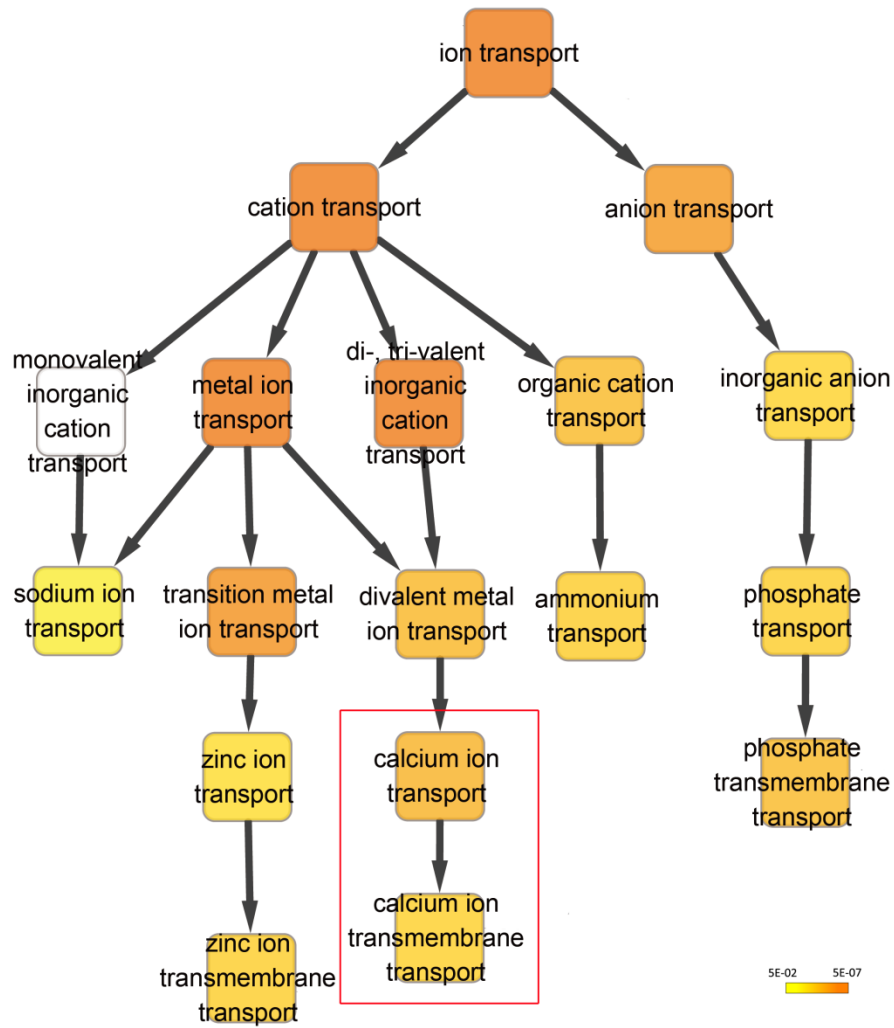 ion transport
cation transport
anion transport
monovalent
inorganic
cation
transport
metal ion
transport
di-, tri-valent
inorganic
cation
transport
organic cation
transport
inorganic anion
transport
sodium ion
transport
transition metal
ion transport
divalent metal
ion transport
ammonium
transport
phosphate
transport
zinc ion
transport
calcium ion
transport
phosphate
transmembrane
transport
zinc ion
transmembrane
transport
calcium ion
transmembrane
transport
5E-02 5E-07